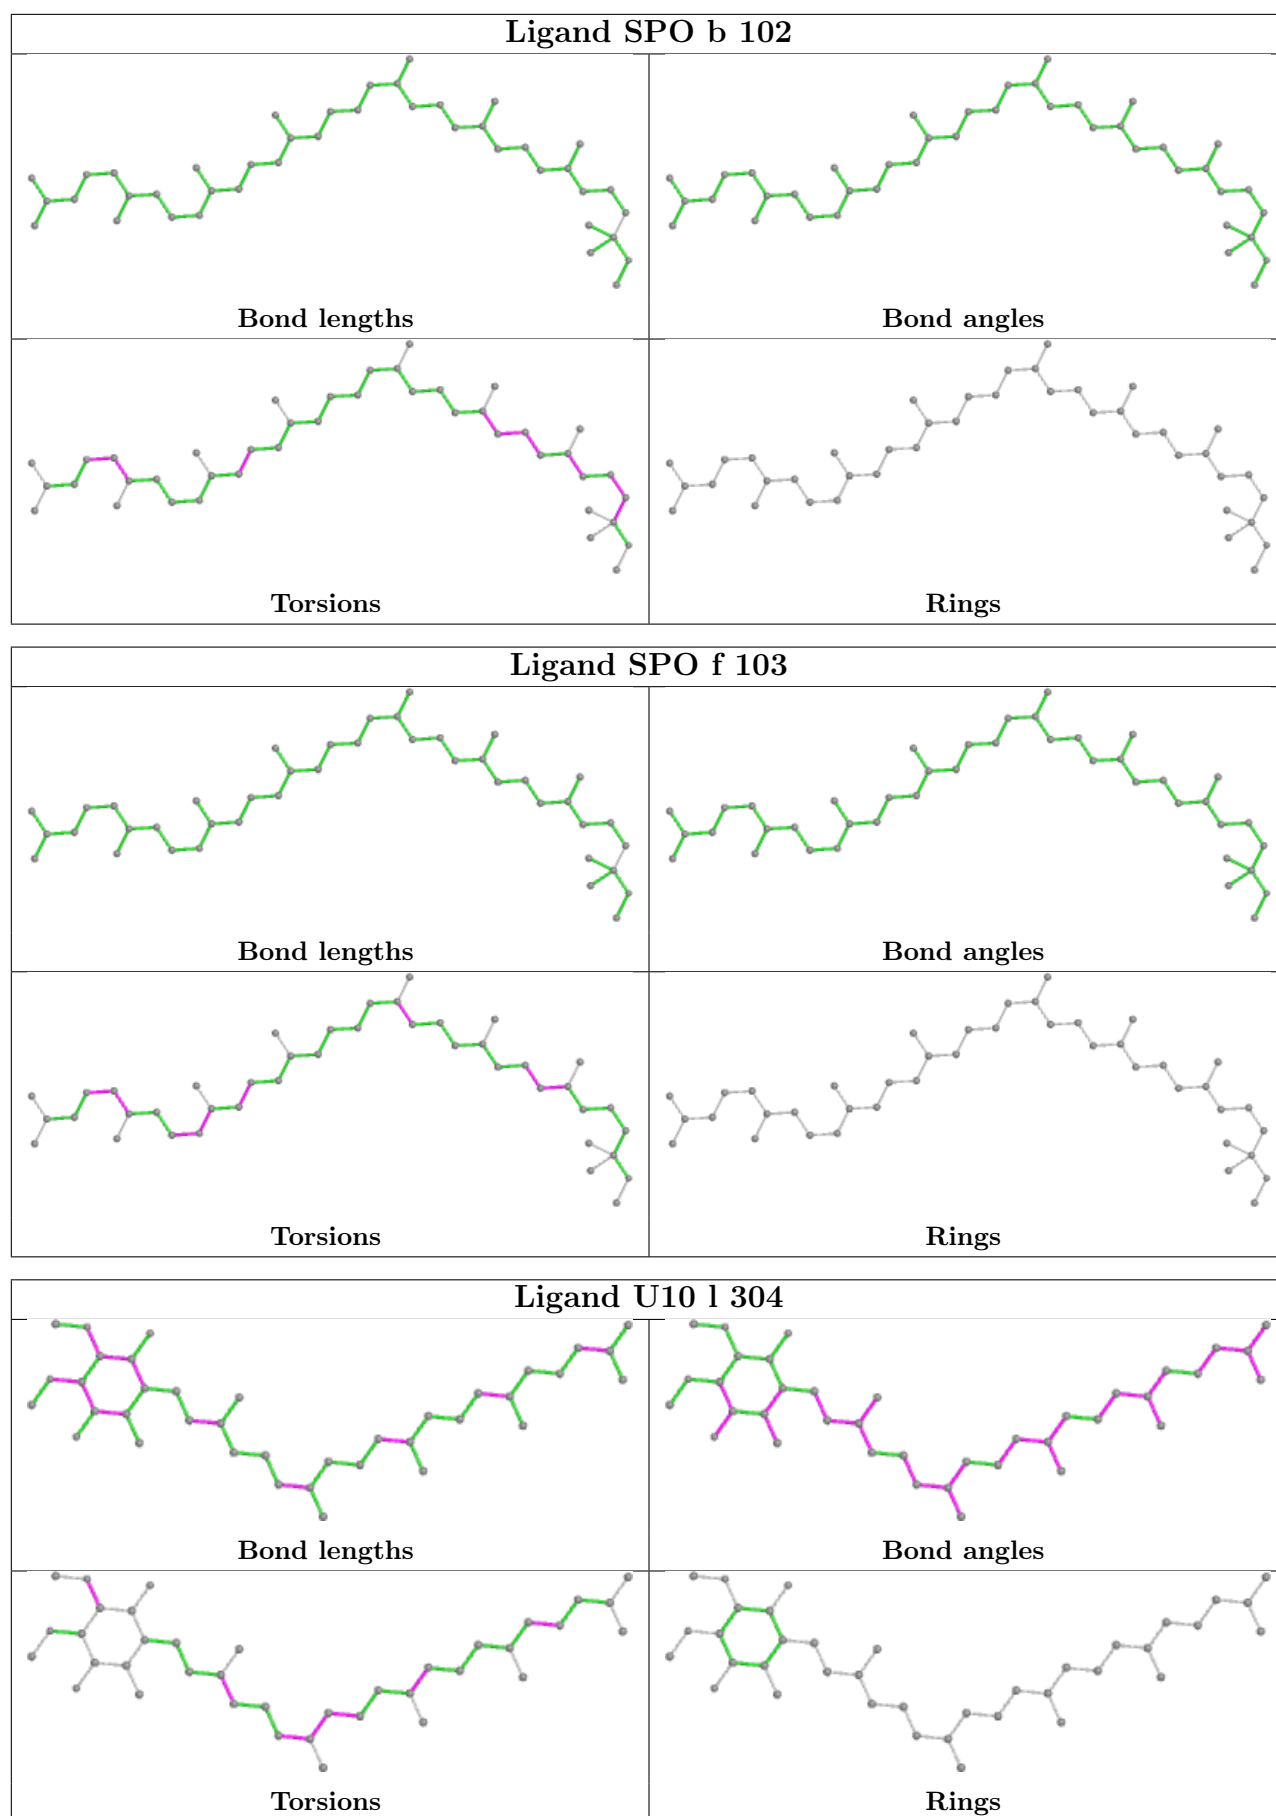 Ligand SPO b 102
Bond lengths
Bond angles
Torsions
Rings
Ligand SPO f 103
Bond lengths
Bond angles
Torsions
Rings
Ligand U10 l 304
Bond lengths
Bond angles
Torsions
Rings